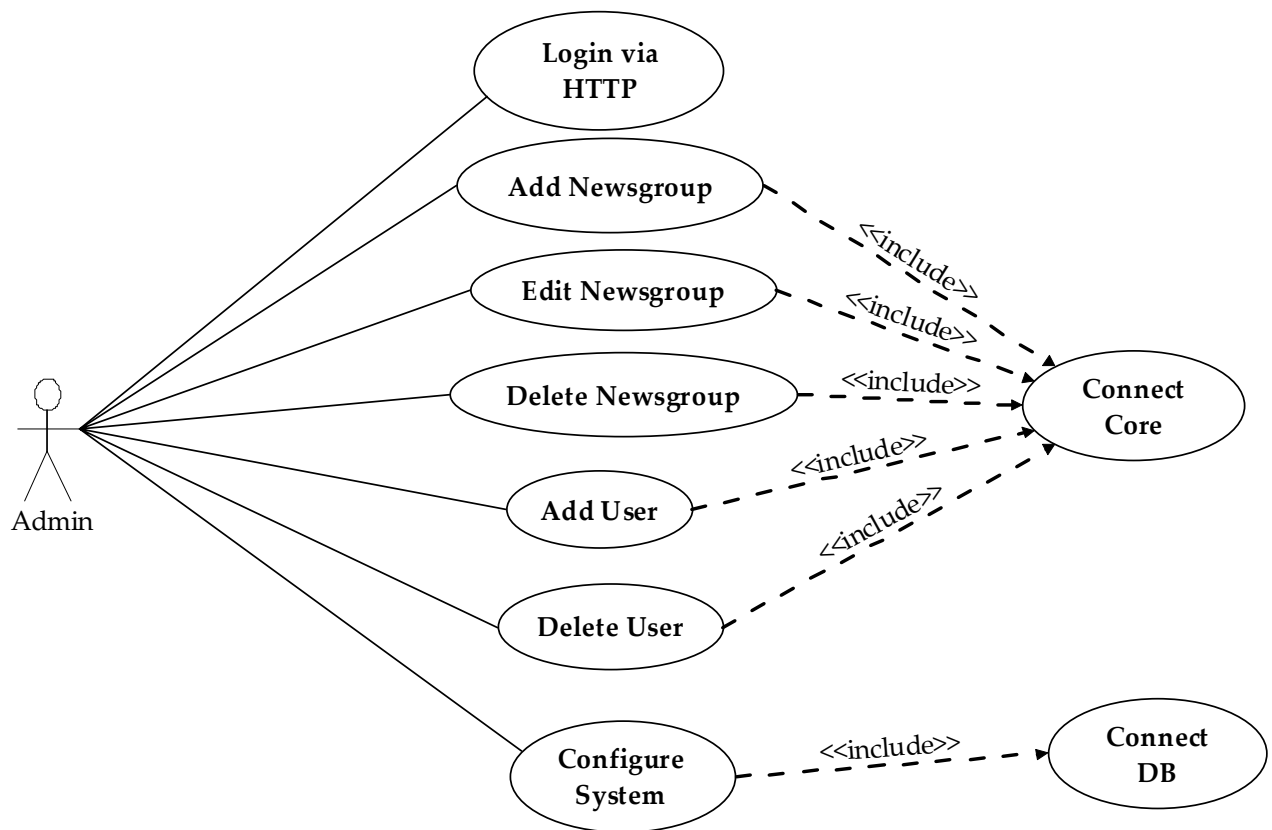 Login via
HTTP
Add Newsgroup
<<include>>
Edit Newsgroup
<<include>>
Delete Newsgroup
<<include>>
Connect
Core
Admin
Add User
<<include>>
Delete User
<<include>>
Configure
System
<<include>>
Connect
DB